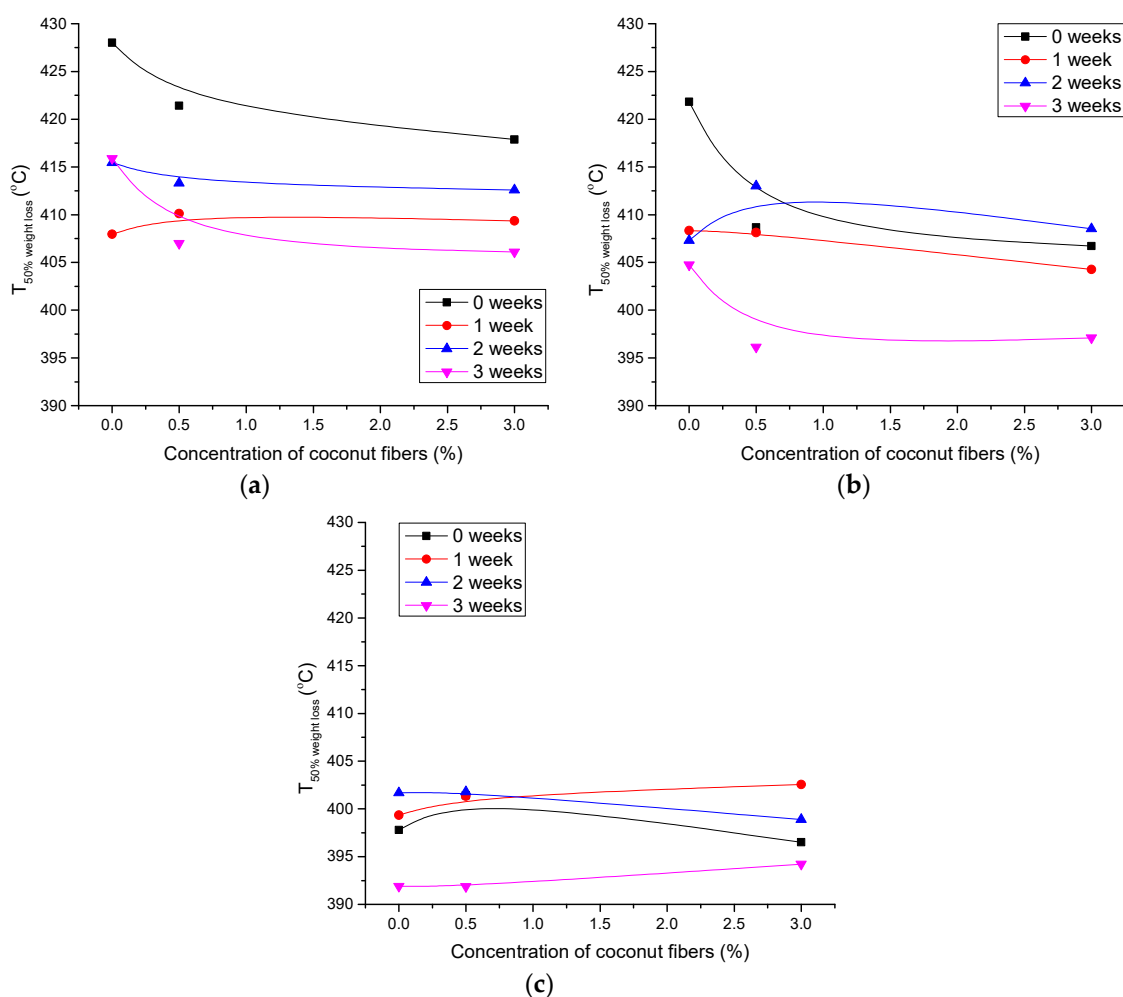 430
425
420
415
410
405
400
395
390
T50% weight loss (°C)
0 weeks
1 week
2 weeks
3 weeks
0.0 0.5 1.0 1.5 2.0 2.5 3.0
Concentration of coconut fibers (%)
(a)
430
425
420
415
410
405
400
395
390
T50% weight loss (°C)
0 weeks
1 week
2 weeks
3 weeks
0.0 0.5 1.0 1.5 2.0 2.5 3.0
Concentration of coconut fibers (%)
(b)
430
425
420
415
410
405
400
395
390
T50% weight loss (°C)
0 weeks
1 week
2 weeks
3 weeks
0.0 0.5 1.0 1.5 2.0 2.5 3.0
Concentration of coconut fibers (%)
(c)